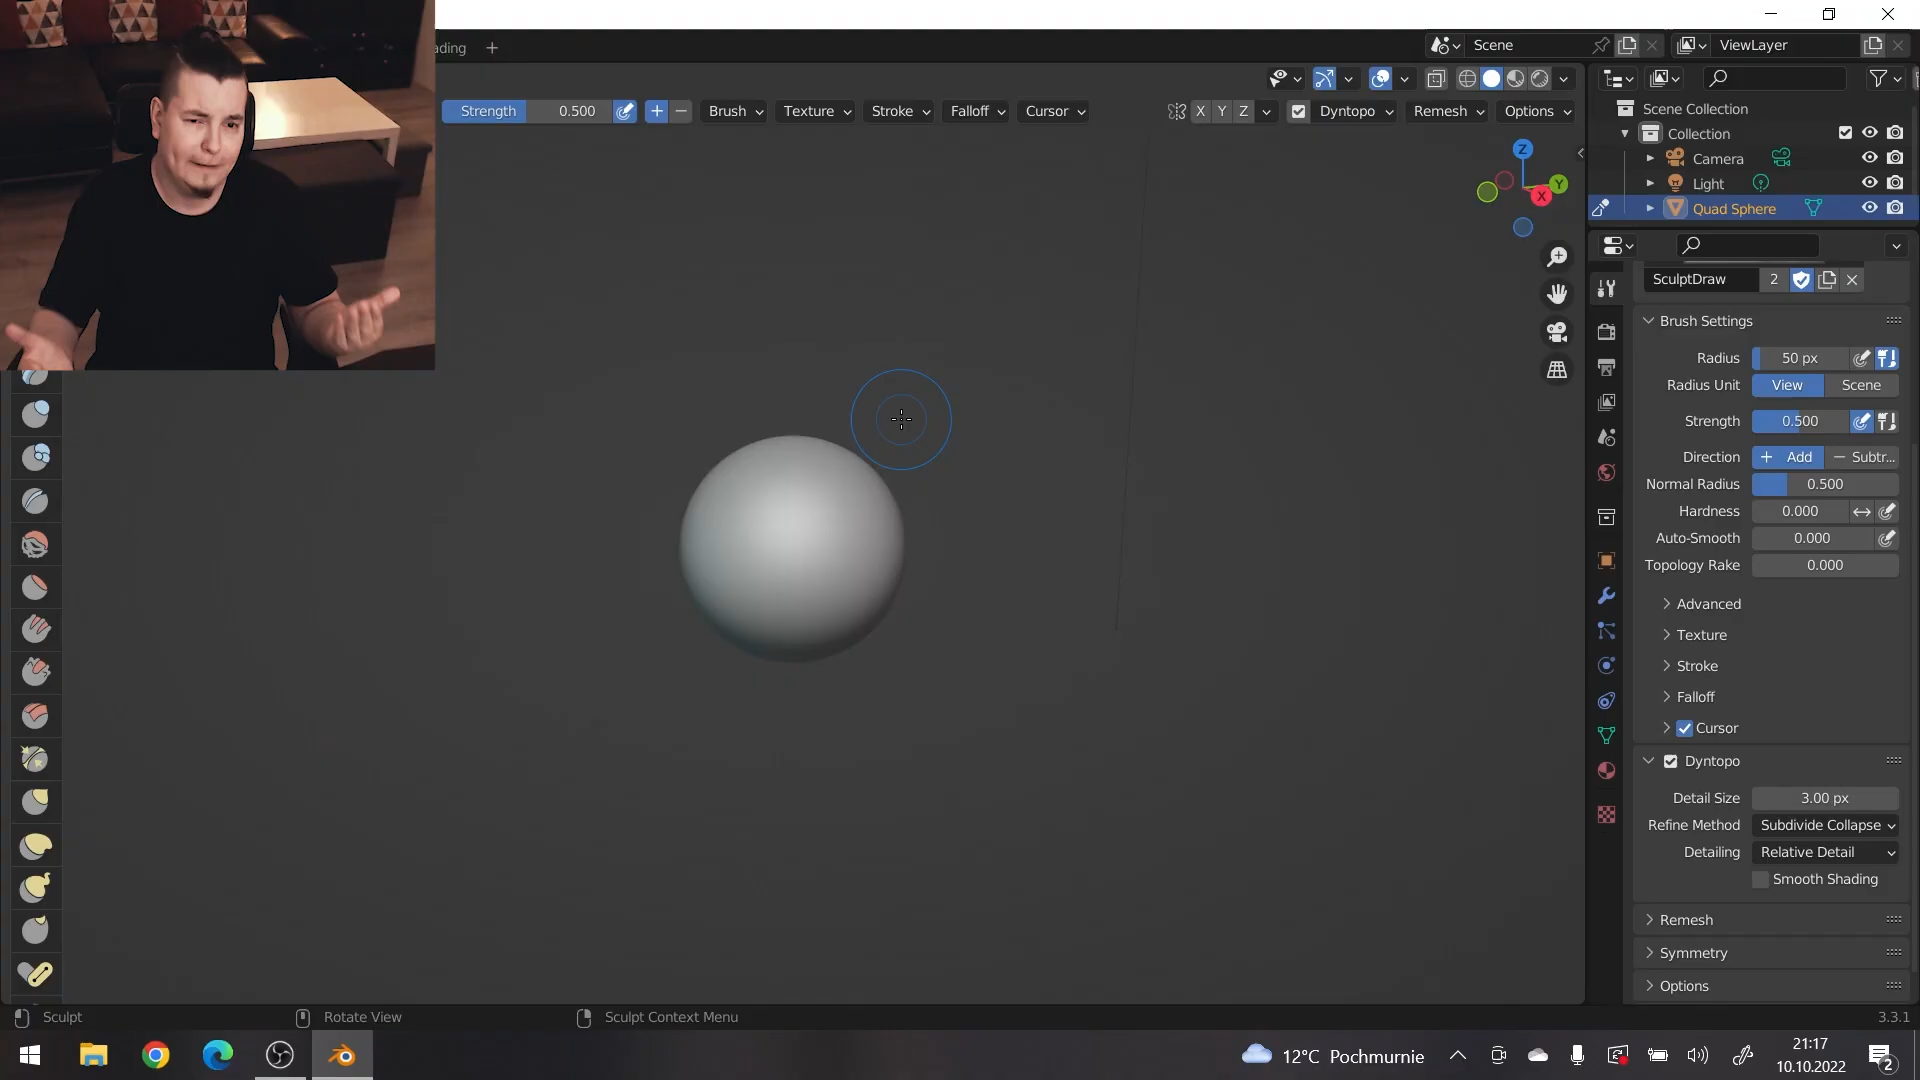 ading +
Scene
ViewLayer
Strength 0.500
Brush
Texture
Stroke
Falloff
Cursor
X Y Z
Dyntopo
Remesh
Options
Z
Y
X
Scene Collection
Collection
Camera
Light
Quad Sphere
SculptDraw 2
Brush Settings
Radius 50 px
Radius Unit View Scene
Strength 0.500
Direction + Add − Subtr...
Normal Radius 0.500
Hardness 0.000
Auto-Smooth 0.000
Topology Rake 0.000
Advanced
Texture
Stroke
Falloff
Cursor
Dyntopo
Detail Size 3.00 px
Refine Method Subdivide Collapse
Detailing Relative Detail
Smooth Shading
Remesh
Symmetry
Options
Sculpt
Rotate View
Sculpt Context Menu
3.3.1
12°C Pochmurnie
21:17
10.10.2022
2